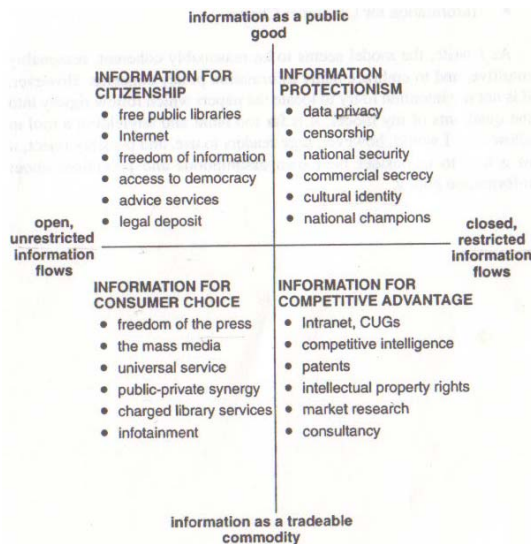 information as a public
good
INFORMATION FOR
CITIZENSHIP
• free public libraries
• Internet
• freedom of information
• access to democracy
• advice services
• legal deposit
INFORMATION
PROTECTIONISM
• data privacy
• censorship
• national security
• commercial secrecy
• cultural identity
• national champions
open,
unrestricted
information
flows
closed,
restricted
information
flows
INFORMATION FOR
CONSUMER CHOICE
• freedom of the press
• the mass media
• universal service
• public-private synergy
• charged library services
• infotainment
INFORMATION FOR
COMPETITIVE ADVANTAGE
• Intranet, CUGs
• competitive intelligence
• patents
• intellectual property rights
• market research
• consultancy
information as a tradeable
commodity